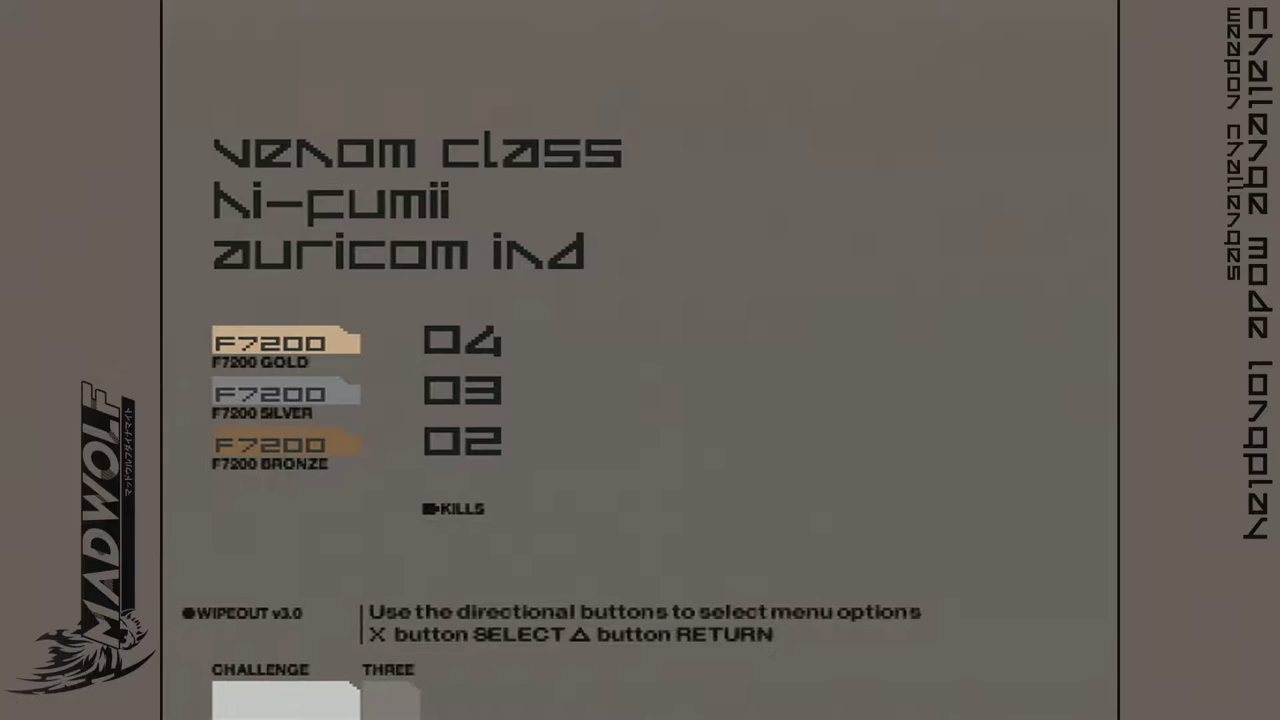 venom class
hi-fumii
auricom ind
F7200 04
F7200 GOLD
F7200 03
F7200 SILVER
F7200 02
F7200 BRONZE
KILLS
WIPEOUT v3.0
Use the directional buttons to select menu options
X button SELECT △ button RETURN
CHALLENGE THREE
MADWOLF
challenge mode longplay
weapon challenges